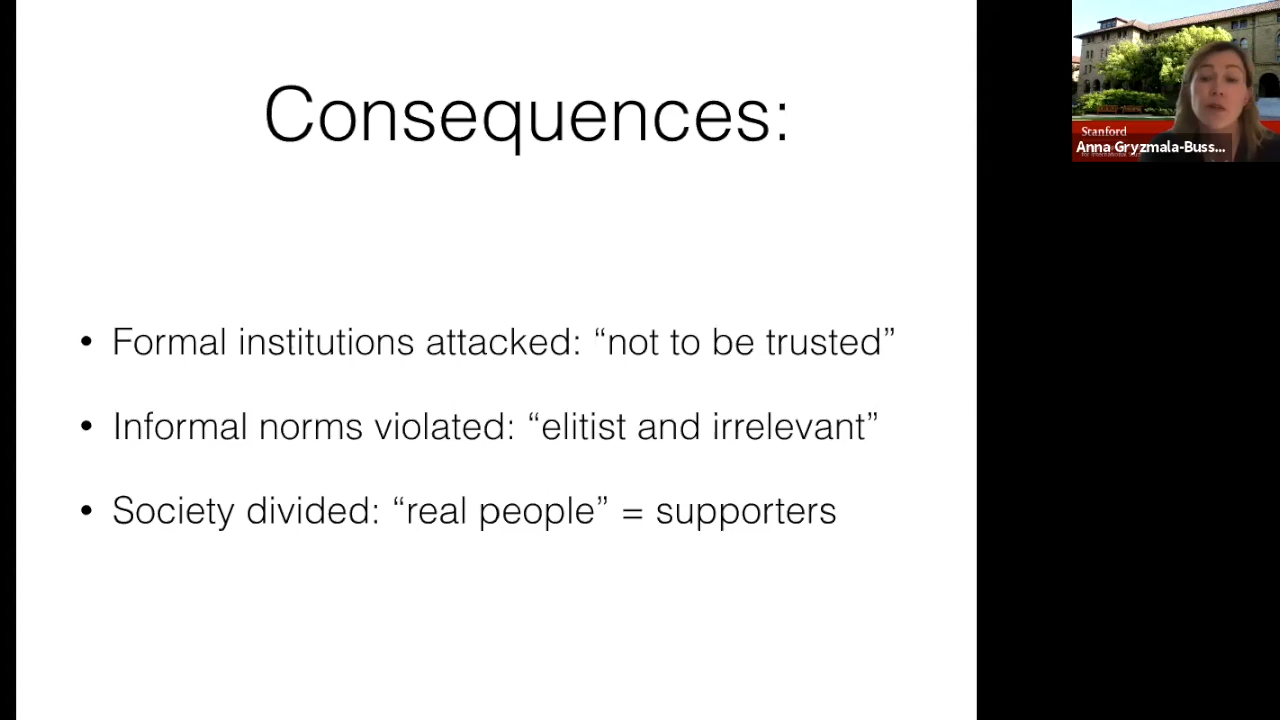 Consequences:
• Formal institutions attacked: “not to be trusted”
• Informal norms violated: “elitist and irrelevant”
• Society divided: “real people” = supporters
Stanford
Anna Gryzmala-Buss...